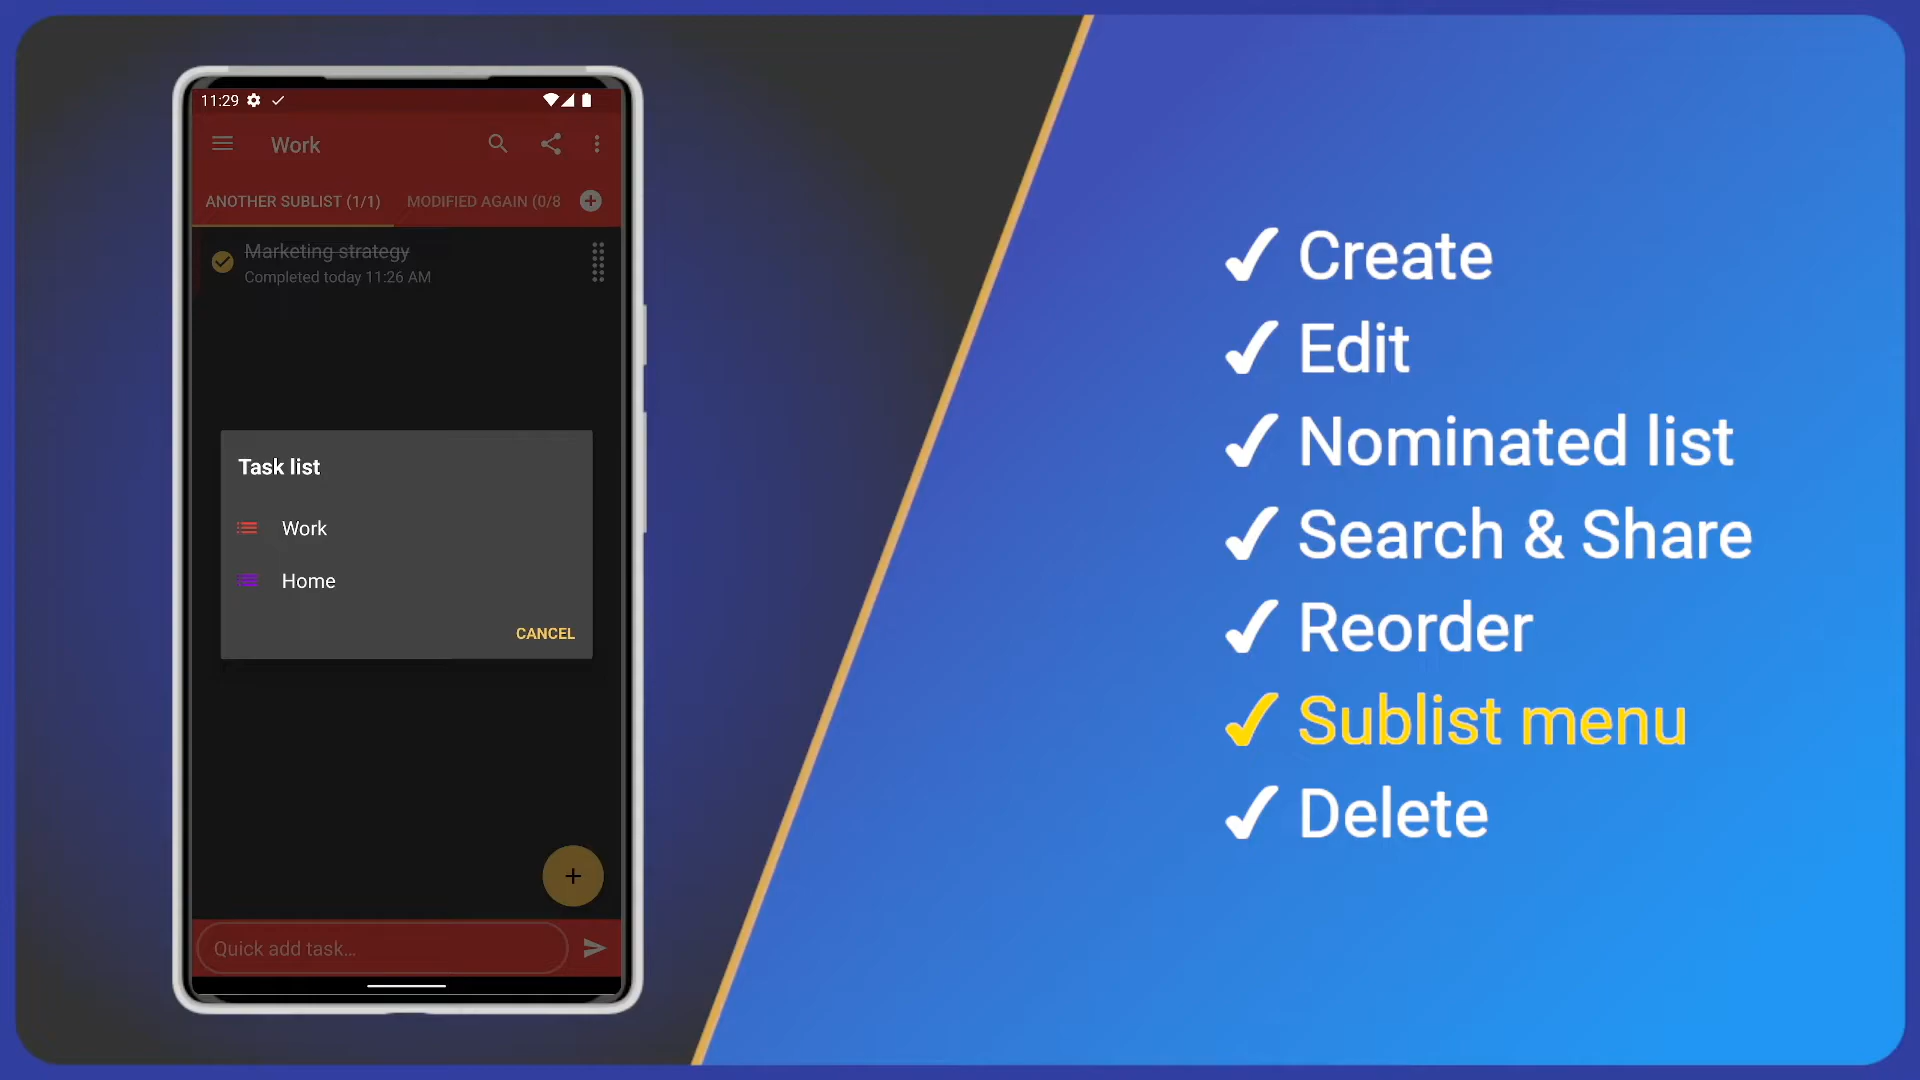 11:29
Work
ANOTHER SUBLIST (1/1) MODIFIED AGAIN (0/8
Marketing strategy
Completed today 11:26 AM
Task list
Work
Home
CANCEL
Quick add task...
Create
Edit
Nominated list
Search & Share
Reorder
Sublist menu
Delete